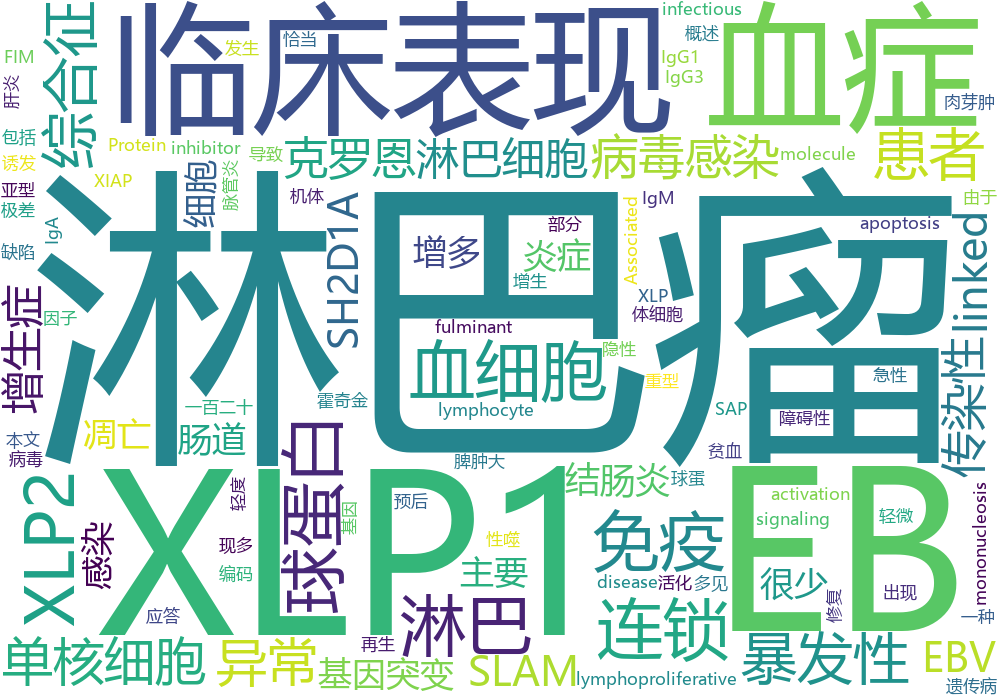 infectious
临床表现
血症
综合征
恰当
概述
发生
FIM
IgG1
肝炎
IgG3
肉芽肿
包括
Protein
inhibitor
导致
克罗恩
淋巴细胞
病毒感染
molecule
患者
诱发
XIAP
细胞
脉管炎
淋巴瘤
亚型
机体
IgM
由于
极差
IgA
SH2D1A
部分
Associated
apoptosis
缺陷
增多
炎症
linked
增生
XLP
增生症
体细胞
因子
fulminant
血细胞
隐性
传染性
霍奇金
重型
急性
一百二十
lymphocyte
SAP
障碍性
凋亡
肠道
本文
贫血
病毒
脾肿大
球蛋白
结肠炎
球蛋
XLP1
EB
XLP2
轻度
预后
activation
mononucleosis
基因
免疫
signaling
轻微
感染
现多
性噬
编码
主要
disease
活化
多见
很少
修复
出现
应答
淋巴
连锁
一种
单核细胞
异常
再生
基因突变
SLAM
lymphoproliferative
暴发性
EBV
遗传病